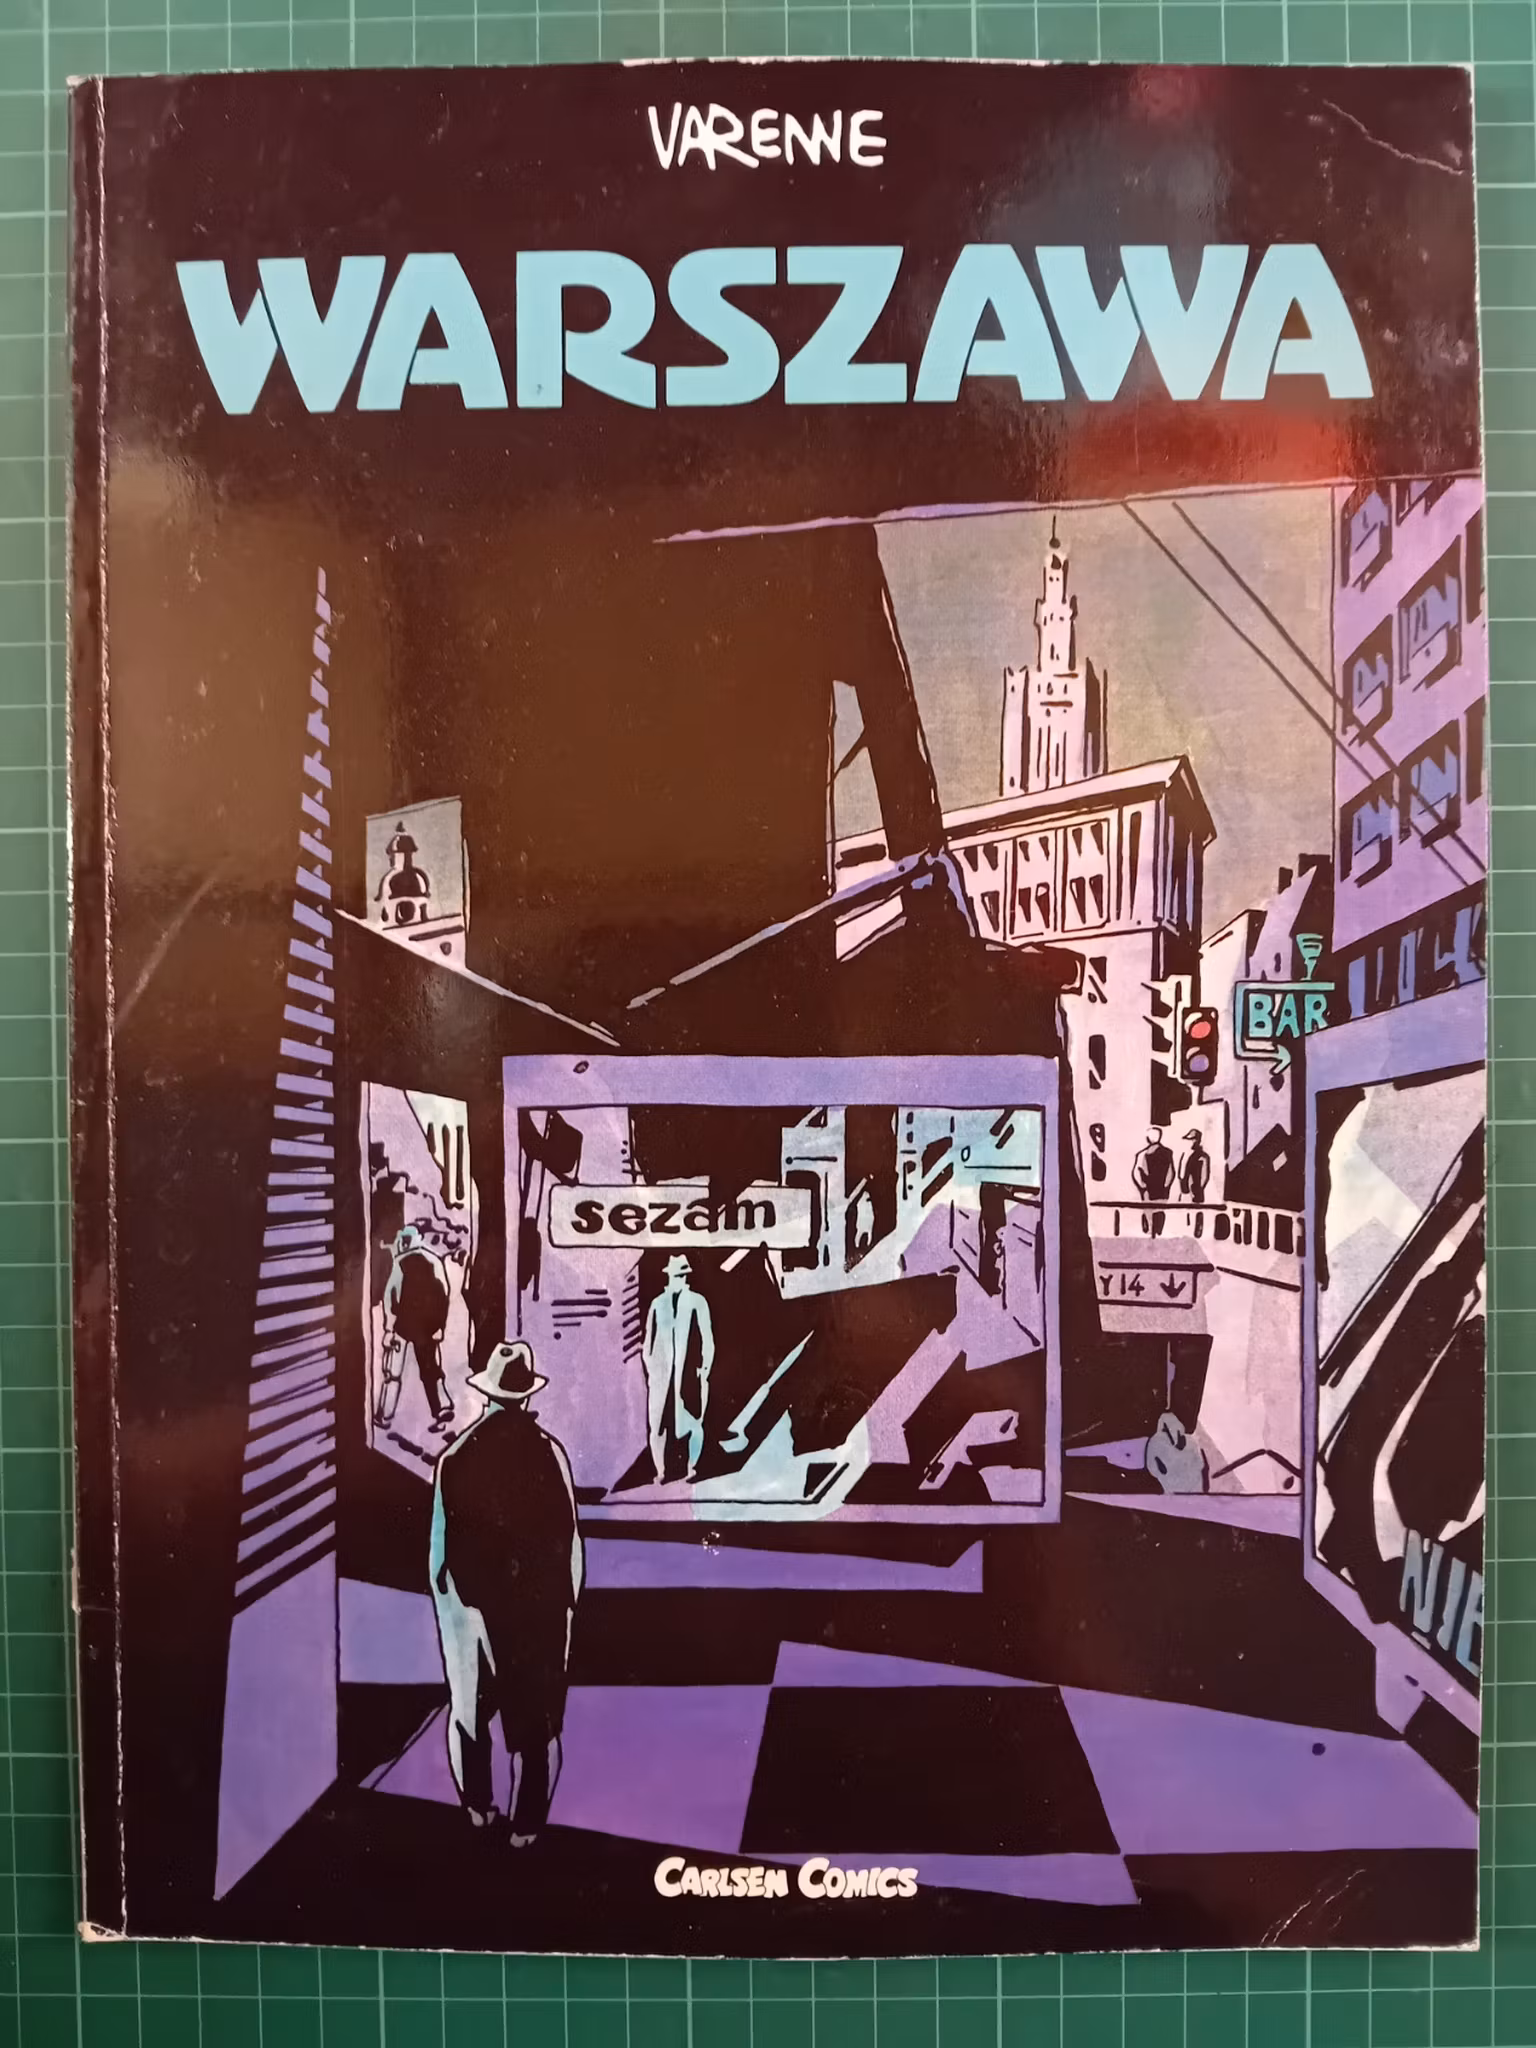 VARENNE
WARSZAWA
BAR
sezam
Y14
NIE
CARLSEN COMICS